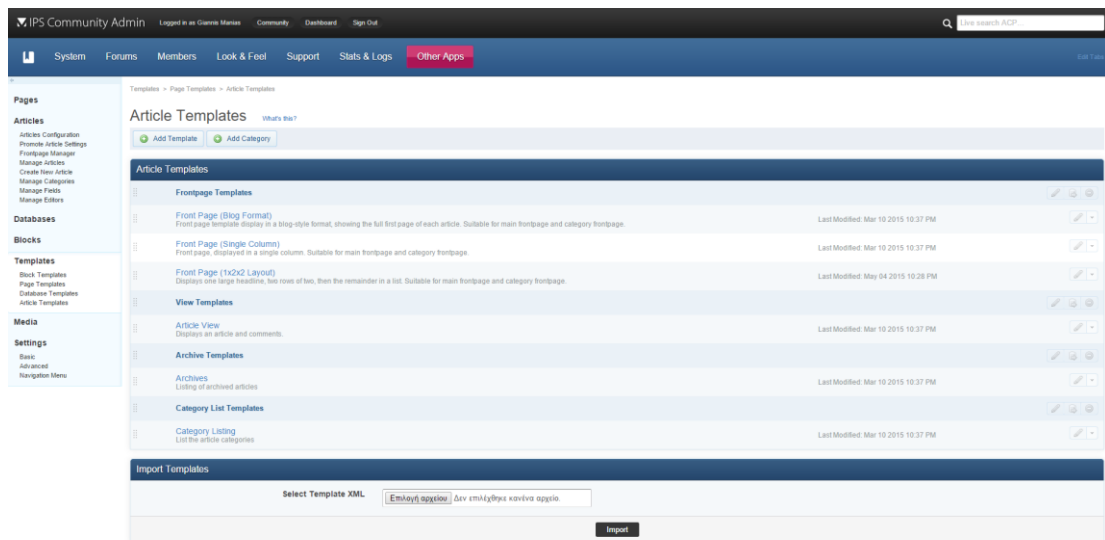 IPS Community Admin Logged in as Giannis Manias Community Dashboard Sign Out Live search ACP...
System Forums Members Look & Feel Support Stats & Logs Other Apps Edit Tabs
Templates > Page Templates > Article Templates
Pages
Articles
Articles Configuration
Promote Article Settings
Frontpage Manager
Manage Articles
Create New Article
Manage Categories
Manage Fields
Manage Editors
Databases
Blocks
Templates
Block Templates
Page Templates
Database Templates
Article Templates
Media
Settings
Basic
Advanced
Navigation Menu
Article Templates What's this?
Add Template Add Category
Article Templates
Frontpage Templates
Front Page (Blog Format)
Front page template display in a blog-style format, showing the full first page of each article. Suitable for main frontpage and category frontpage.
Last Modified: Mar 10 2015 10:37 PM
Front Page (Single Column)
Front page, displayed in a single column. Suitable for main frontpage and category frontpage.
Last Modified: Mar 10 2015 10:37 PM
Front Page (1x2x2 Layout)
Displays one large headline, two rows of two, then the remainder in a list. Suitable for main frontpage and category frontpage.
Last Modified: May 04 2015 10:28 PM
View Templates
Article View
Displays an article and comments.
Last Modified: Mar 10 2015 10:37 PM
Archive Templates
Archives
Listing of archived articles
Last Modified: Mar 10 2015 10:37 PM
Category List Templates
Category Listing
List the article categories
Last Modified: Mar 10 2015 10:37 PM
Import Templates
Select Template XML Επιλογή αρχείου Δεν επιλέχθηκε κανένα αρχείο.
Import